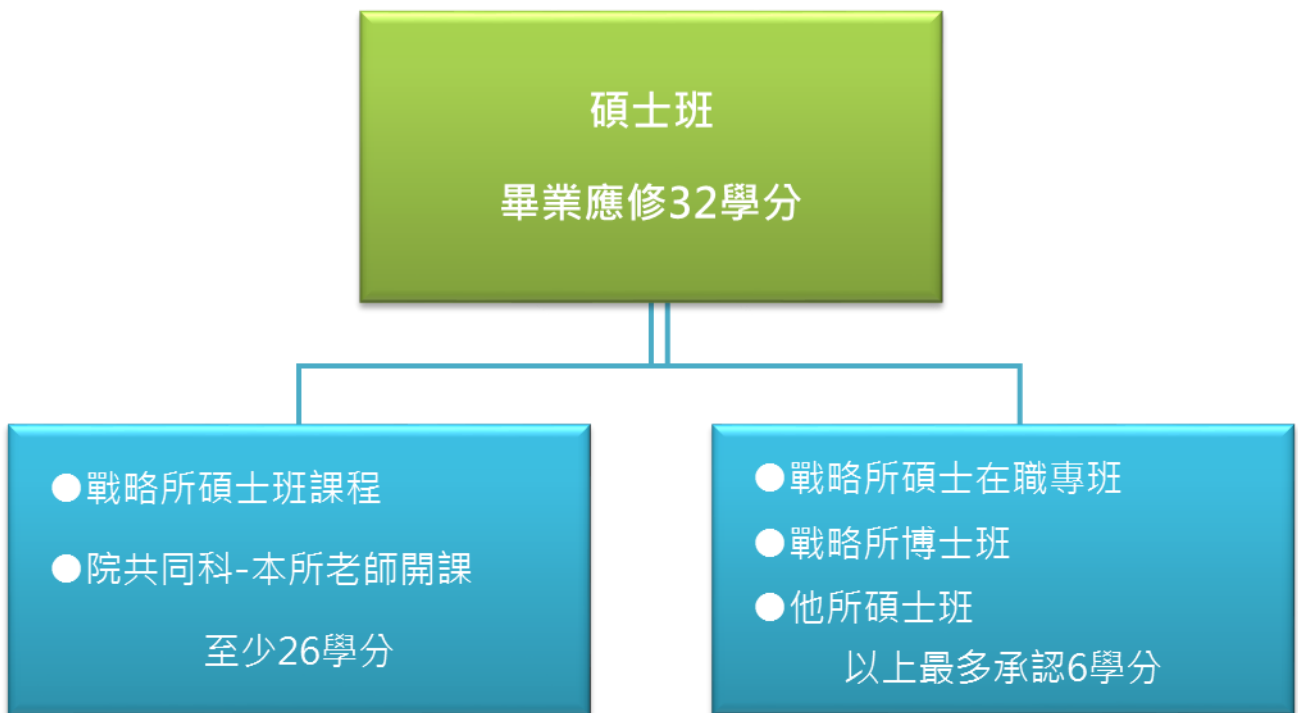 碩士班
畢業應修32學分
●戰略所碩士班課程
●院共同科-本所老師開課
至少26學分
●戰略所碩士在職專班
●戰略所博士班
●他所碩士班
以上最多承認6學分